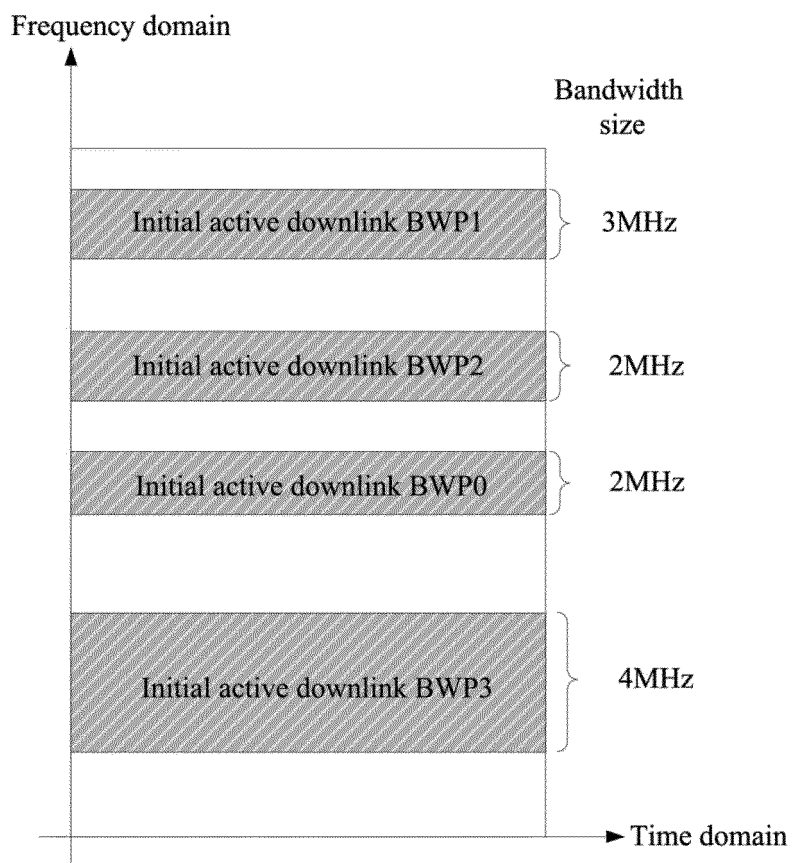 Frequency domain
Bandwidth
size
Initial active downlink BWP1
3MHz
Initial active downlink BWP2
2MHz
Initial active downlink BWP0
2MHz
Initial active downlink BWP3
4MHz
Time domain